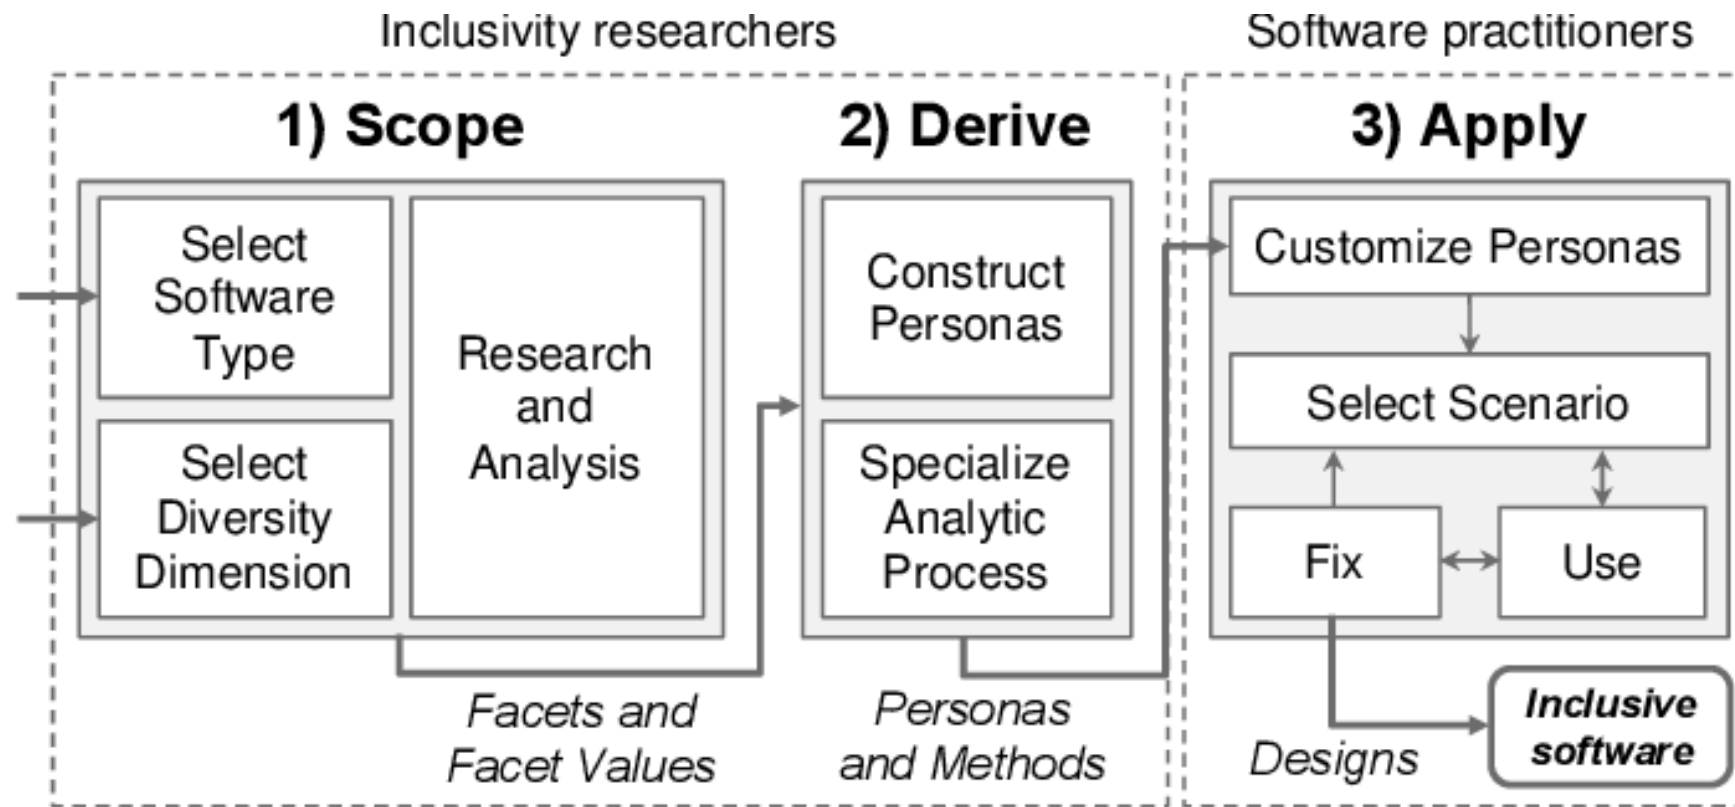 Inclusivity researchers
Software practitioners
1) Scope
2) Derive
3) Apply
Select
Software
Type
Select
Diversity
Dimension
Research
and
Analysis
Construct
Personas
Specialize
Analytic
Process
Customize Personas
Select Scenario
Fix
Use
Facets and
Facet Values
Personas
and Methods
Designs
Inclusive
software